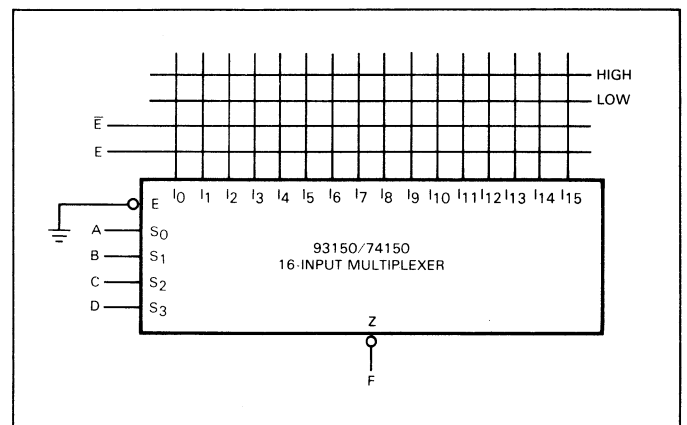 HIGH
LOW
E̅
E
E I₀ I₁ I₂ I₃ I₄ I₅ I₆ I₇ I₈ I₉ I₁₀ I₁₁ I₁₂ I₁₃ I₁₄ I₁₅
A S₀
B S₁
C S₂
D S₃
93150/74150
16-INPUT MULTIPLEXER
Z
F